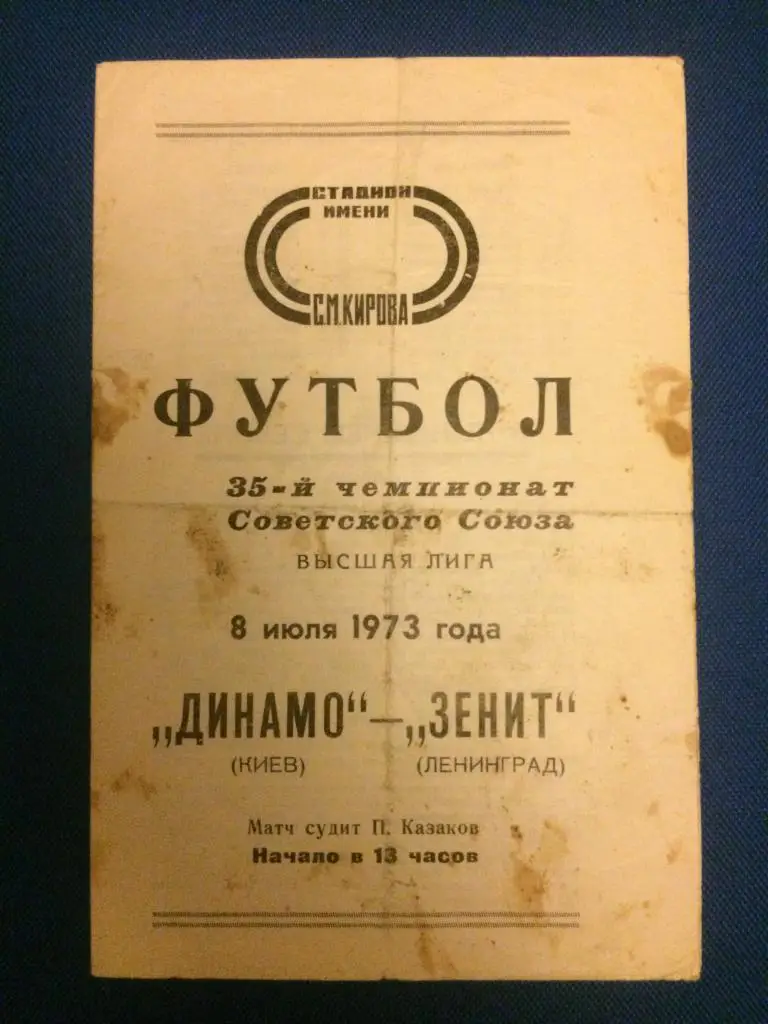 СТАДИОН
ИМЕНИ
С.М.КИРОВА
ФУТБОЛ
35-й чемпионат
Советского Союза
ВЫСШАЯ ЛИГА
8 июля 1973 года
„ДИНАМО“—„ЗЕНИТ“
(КИЕВ) (ЛЕНИНГРАД)
Матч судит П. Казаков
Начало в 13 часов